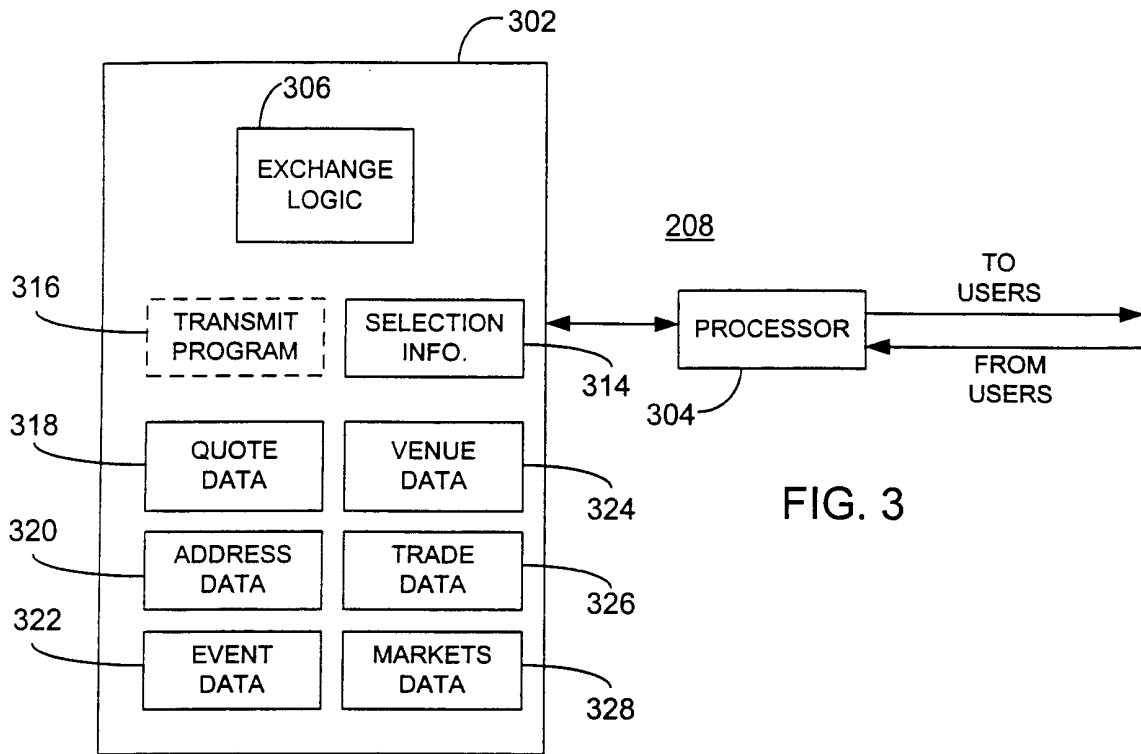 302
306
EXCHANGE
LOGIC
208
TO
USERS
316
TRANSMIT
PROGRAM
SELECTION
INFO.
PROCESSOR
314
304
FROM
USERS
318
QUOTE
DATA
VENUE
DATA
324
FIG. 3
320
ADDRESS
DATA
TRADE
DATA
326
322
EVENT
DATA
MARKETS
DATA
328